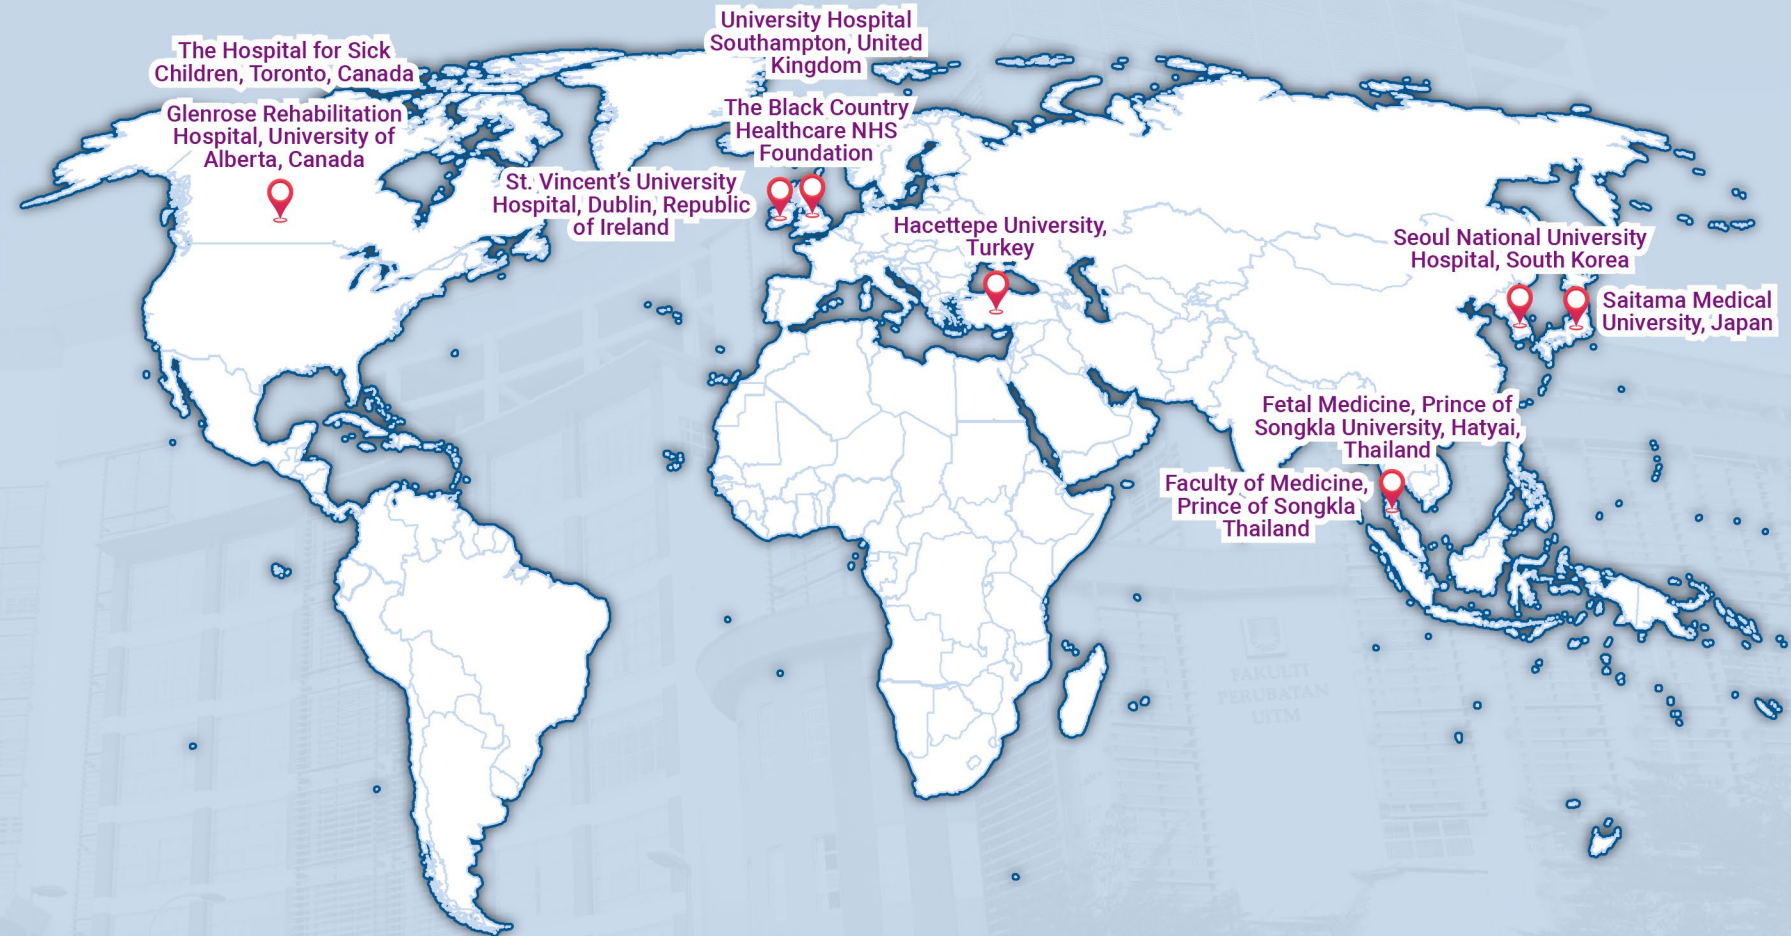 University Hospital
Southampton, United
Kingdom
The Hospital for Sick
Children, Toronto, Canada
Glenrose Rehabilitation
Hospital, University of
Alberta, Canada
The Black Country
Healthcare NHS
Foundation
St. Vincent’s University
Hospital, Dublin, Republic
of Ireland
Hacettepe University,
Turkey
Seoul National University
Hospital, South Korea
Saitama Medical
University, Japan
Fetal Medicine, Prince of
Songkla University, Hatyai,
Thailand
Faculty of Medicine,
Prince of Songkla
Thailand
FAKULTI
PERUBATAN
UiTM